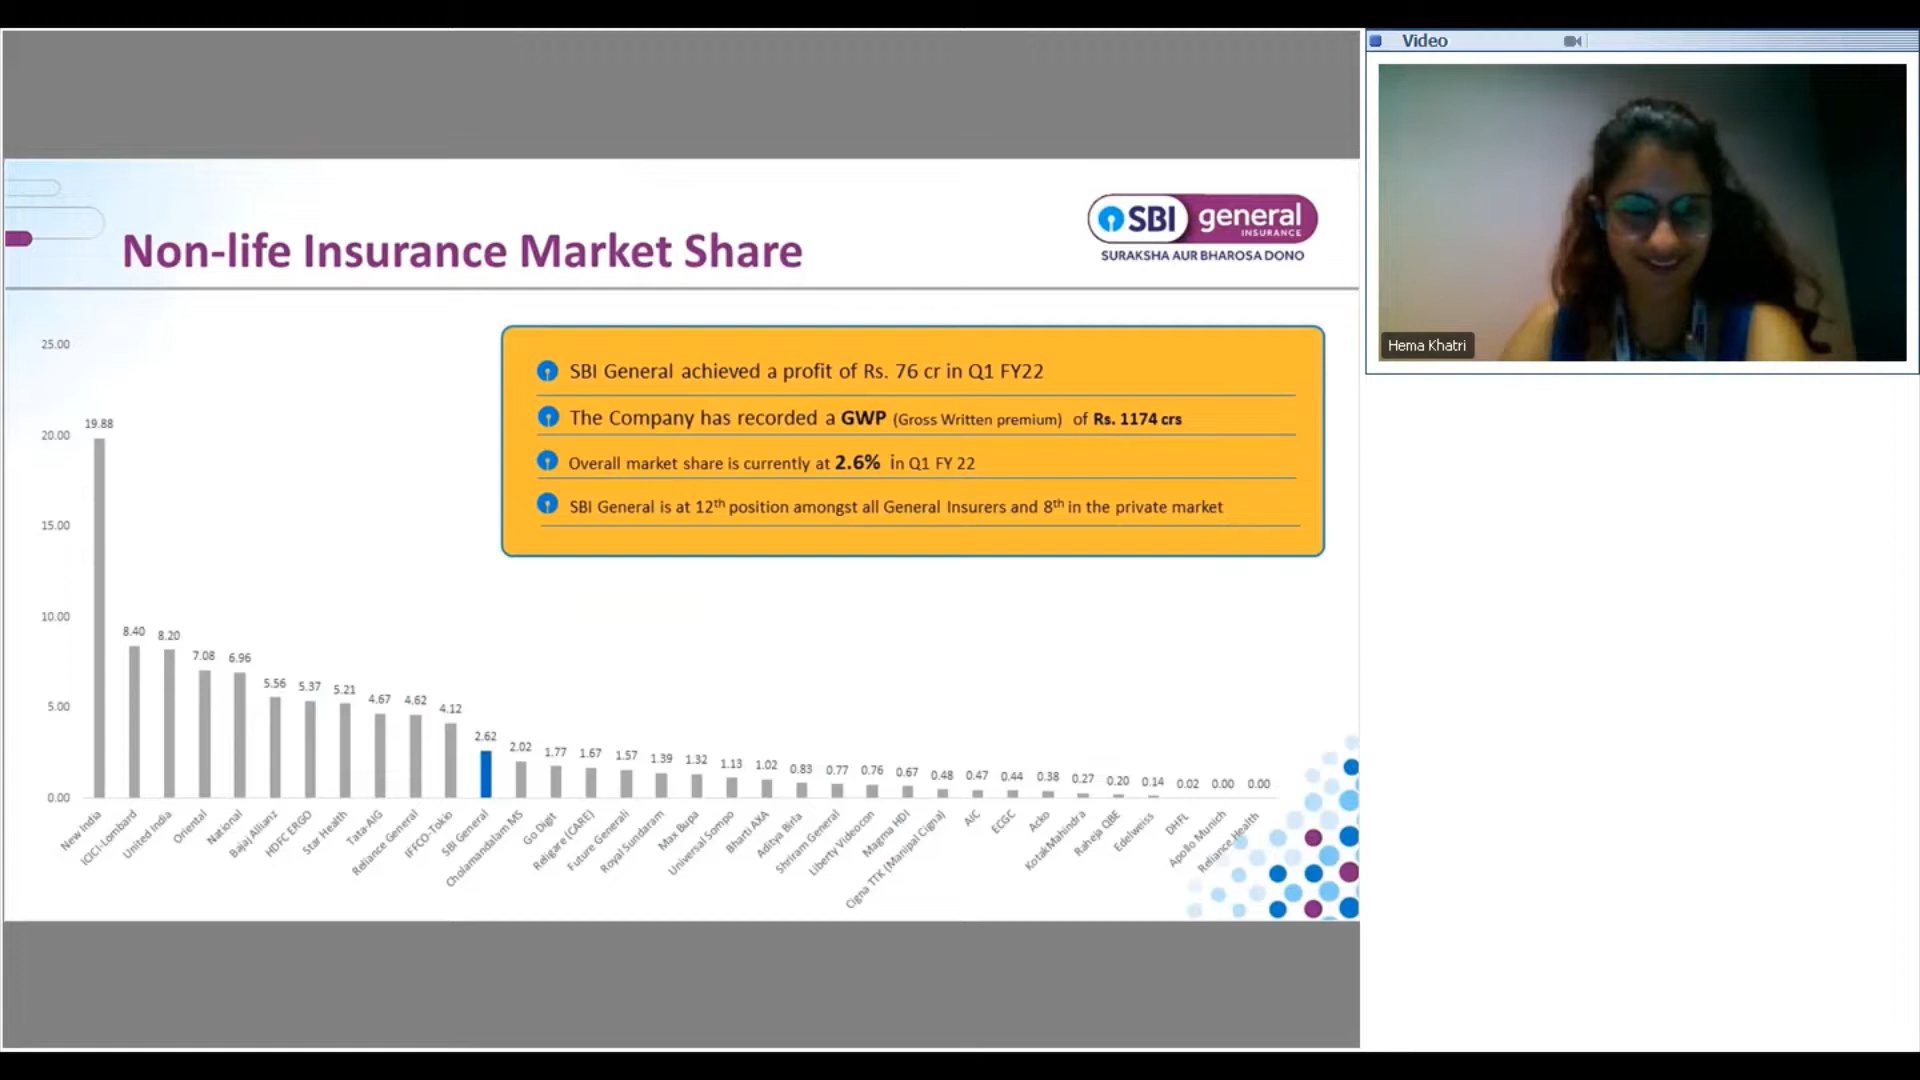 Video
Hema Khatri
SBI general
INSURANCE
SURAKSHA AUR BHAROSA DONO
Non-life Insurance Market Share
SBI General achieved a profit of Rs. 76 cr in Q1 FY22
The Company has recorded a GWP (Gross Written premium) of Rs. 1174 crs
Overall market share is currently at 2.6% in Q1 FY 22
SBI General is at 12th position amongst all General Insurers and 8th in the private market
25.00
20.00
15.00
10.00
5.00
0.00
19.88
8.40
8.20
7.08
6.96
5.56
5.37
5.21
4.67
4.62
4.12
2.62
2.02
1.77
1.67
1.57
1.39
1.32
1.13
1.02
0.83
0.77
0.76
0.67
0.48
0.47
0.44
0.38
0.27
0.20
0.14
0.02
0.00
0.00
New India
ICICI-Lombard
United India
Oriental
National
Bajaj Allianz
HDFC ERGO
Star Health
Tata-AIG
Reliance General
IFFCO-Tokio
SBI General
Cholamandalam MS
Go Digit
Religare (CARE)
Future Generali
Royal Sundaram
Max Bupa
Universal Sompo
Bharti AXA
Aditya Birla
Shriram General
Liberty Videocon
Magma HDI
Cigna TTK (Manipal Cigna)
AIC
ECGC
Acko
Kotak Mahindra
Raheja QBE
Edelweiss
DHFL
Apollo Munich
Reliance Health